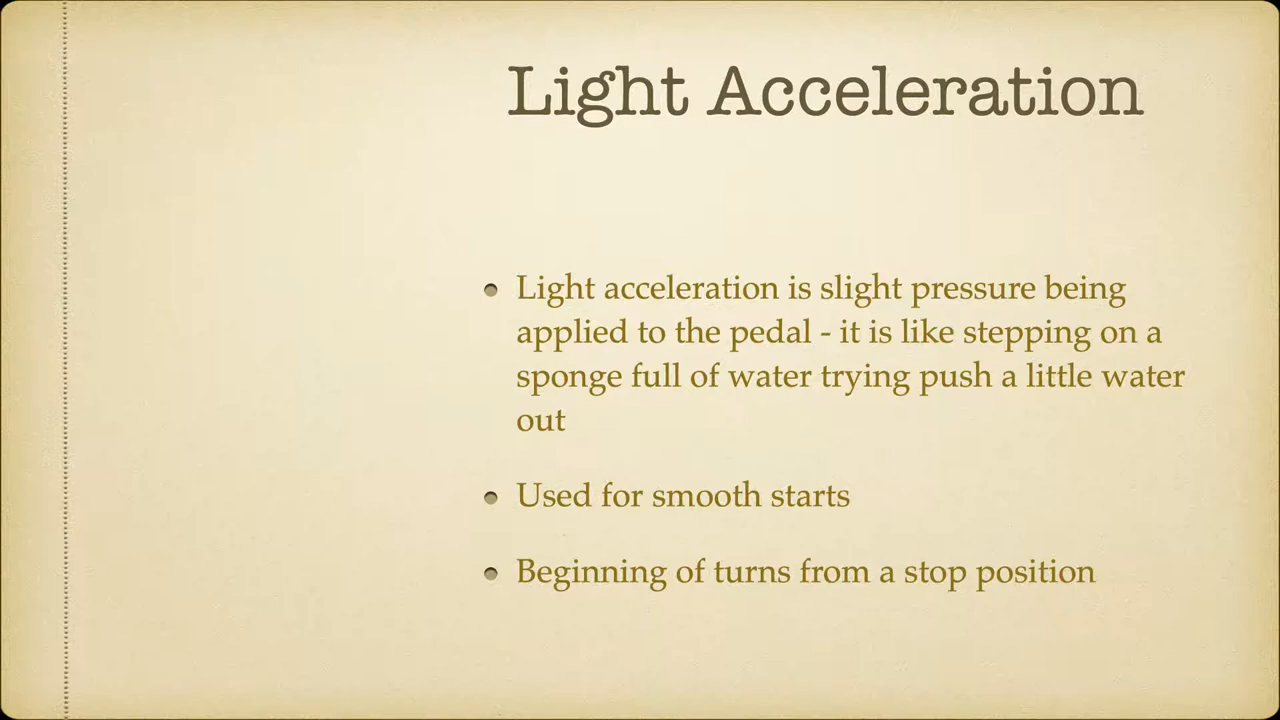 Light Acceleration
Light acceleration is slight pressure being
applied to the pedal - it is like stepping on a
sponge full of water trying push a little water
out
Used for smooth starts
Beginning of turns from a stop position